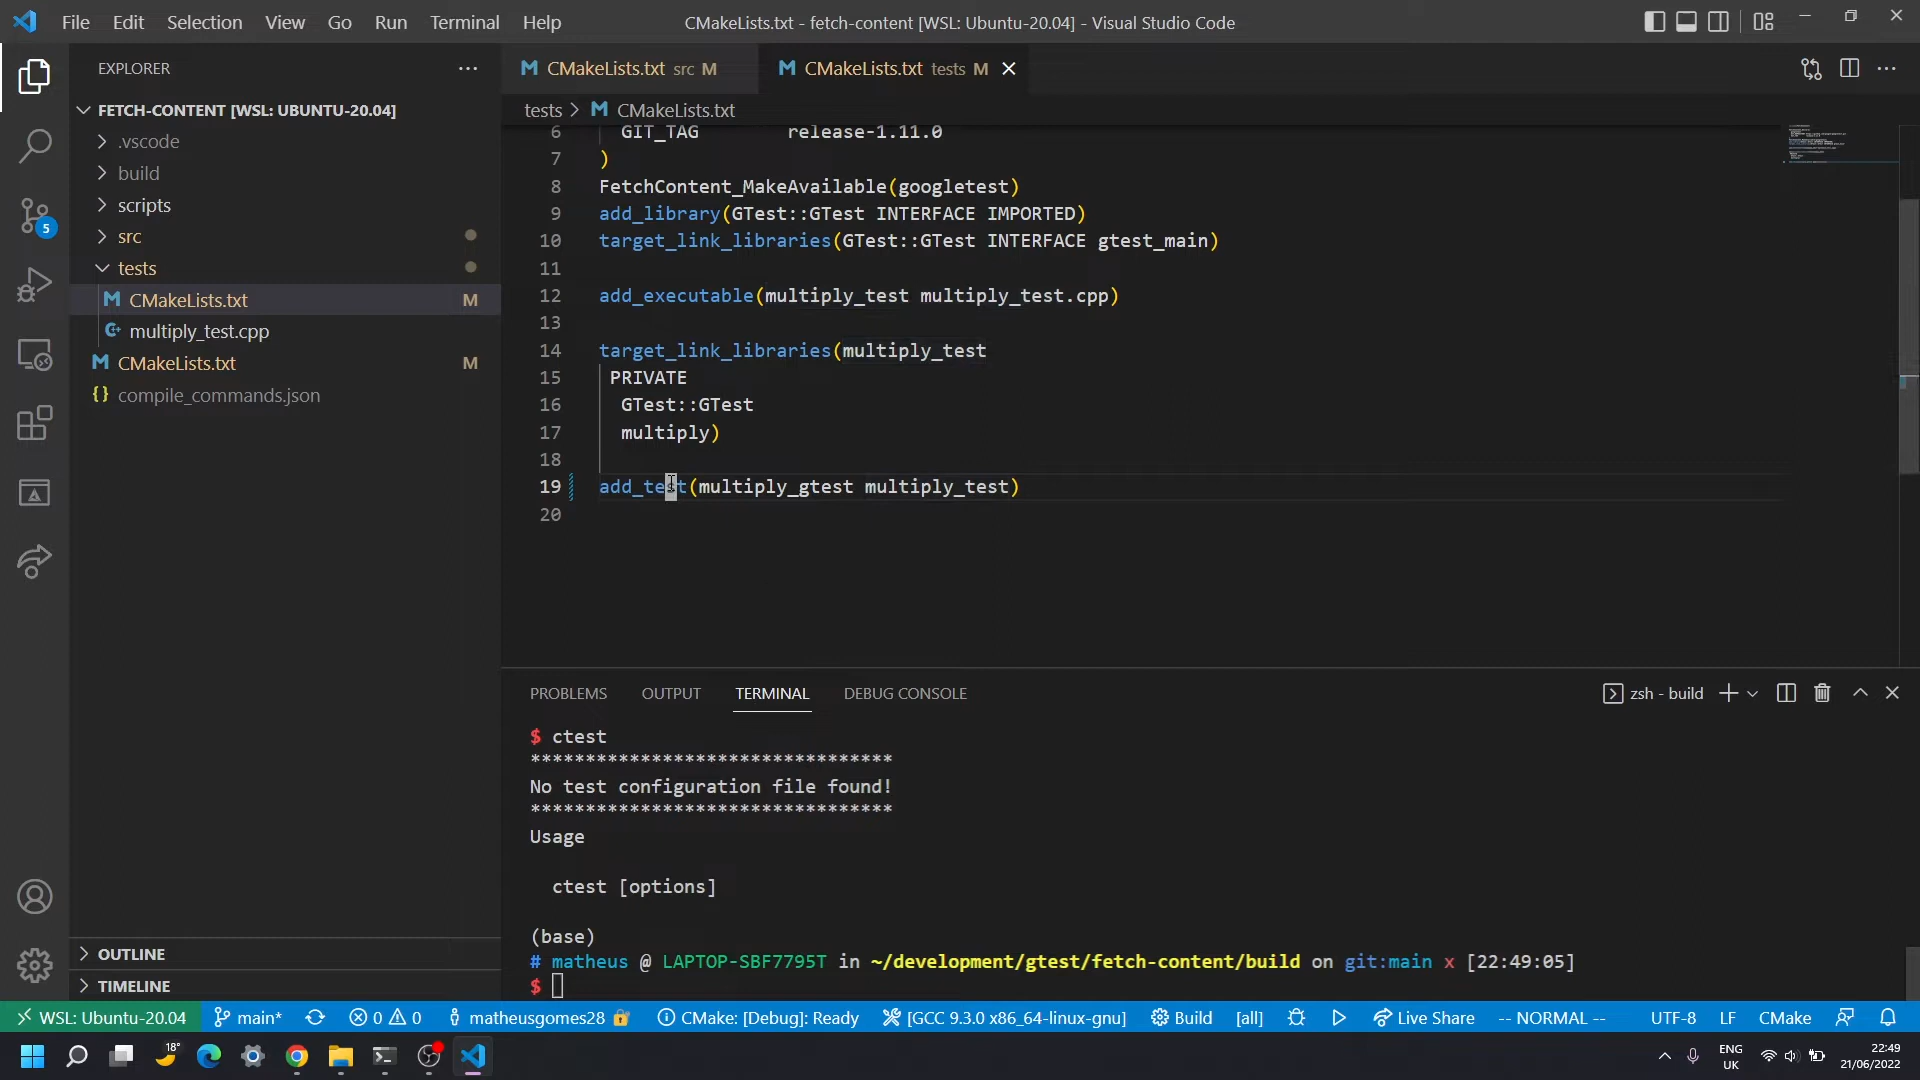 File Edit Selection View Go Run Terminal Help
CMakeLists.txt - fetch-content [WSL: Ubuntu-20.04] - Visual Studio Code
EXPLORER
FETCH-CONTENT [WSL: UBUNTU-20.04]
.vscode
build
scripts
src
tests
CMakeLists.txt M
multiply_test.cpp
CMakeLists.txt M
compile_commands.json
5
OUTLINE
TIMELINE
CMakeLists.txt src M
CMakeLists.txt tests M
tests > CMakeLists.txt
6 GIT_TAG release-1.11.0
7 )
8 FetchContent_MakeAvailable(googletest)
9 add_library(GTest::GTest INTERFACE IMPORTED)
10 target_link_libraries(GTest::GTest INTERFACE gtest_main)
11
12 add_executable(multiply_test multiply_test.cpp)
13
14 target_link_libraries(multiply_test
15 PRIVATE
16 GTest::GTest
17 multiply)
18
19 add_test(multiply_gtest multiply_test)
20
PROBLEMS OUTPUT TERMINAL DEBUG CONSOLE
zsh - build
$ ctest
*********************************
No test configuration file found!
*********************************
Usage
ctest [options]
(base)
# matheus @ LAPTOP-SBF7795T in ~/development/gtest/fetch-content/build on git:main x [22:49:05]
$
WSL: Ubuntu-20.04 main* 0 0 matheusgomes28 CMake: [Debug]: Ready [GCC 9.3.0 x86_64-linux-gnu] Build [all] Live Share -- NORMAL -- UTF-8 LF CMake
18°
ENG
UK
22:49
21/06/2022